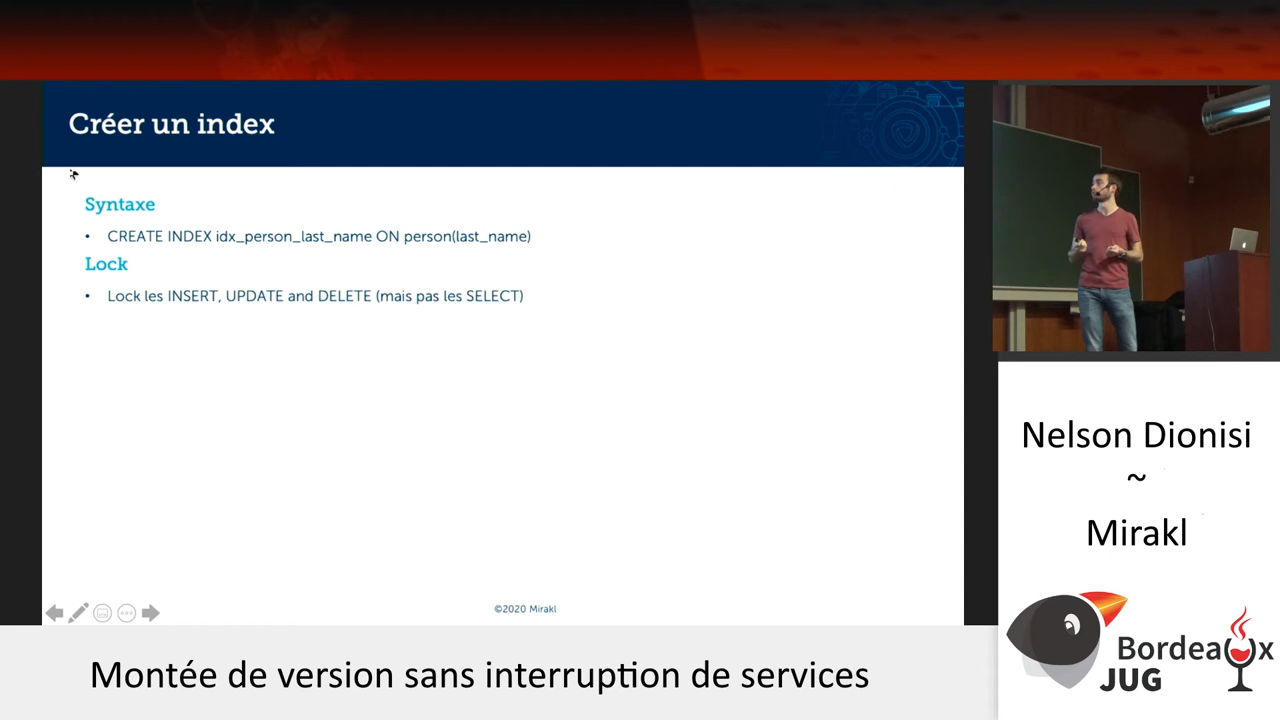 Créer un index
Syntaxe
• CREATE INDEX idx_person_last_name ON person(last_name)
Lock
• Lock les INSERT, UPDATE and DELETE (mais pas les SELECT)
©2020 Mirakl
Nelson Dionisi
~
Mirakl
Bordeaux
JUG
Montée de version sans interruption de services